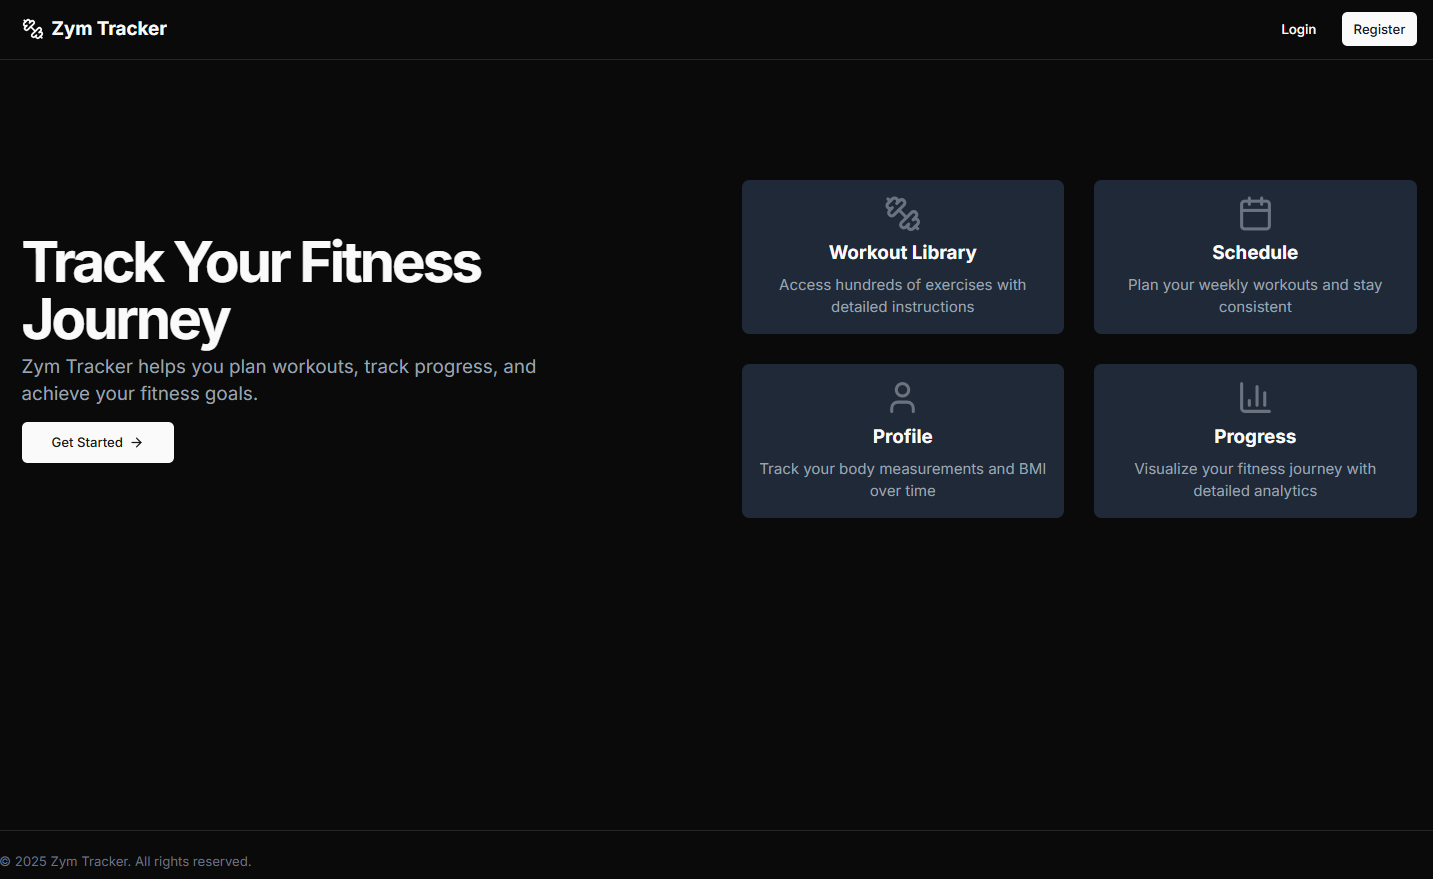 Zym Tracker
Login
Register
Track Your Fitness
Journey
Zym Tracker helps you plan workouts, track progress, and
achieve your fitness goals.
Get Started →
Workout Library
Access hundreds of exercises with
detailed instructions
Schedule
Plan your weekly workouts and stay
consistent
Profile
Track your body measurements and BMI
over time
Progress
Visualize your fitness journey with
detailed analytics
© 2025 Zym Tracker. All rights reserved.